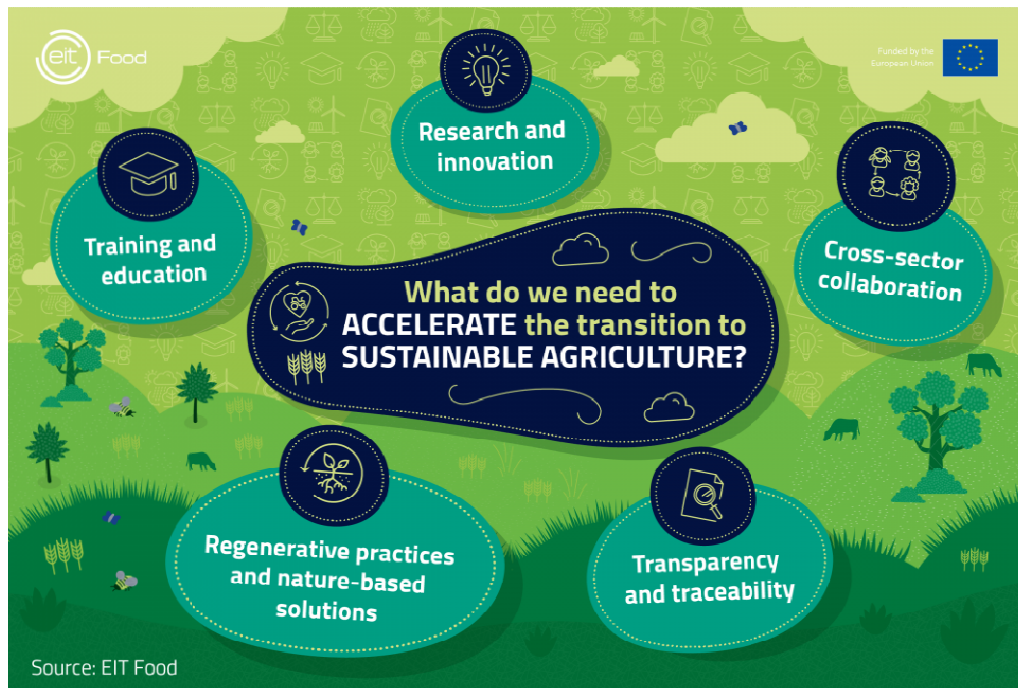 eit Food
Funded by the
European Union
Research and
innovation
Training and
education
Cross-sector
collaboration
What do we need to
ACCELERATE the transition to
SUSTAINABLE AGRICULTURE?
Regenerative practices
and nature-based
solutions
Transparency
and traceability
Source: EIT Food